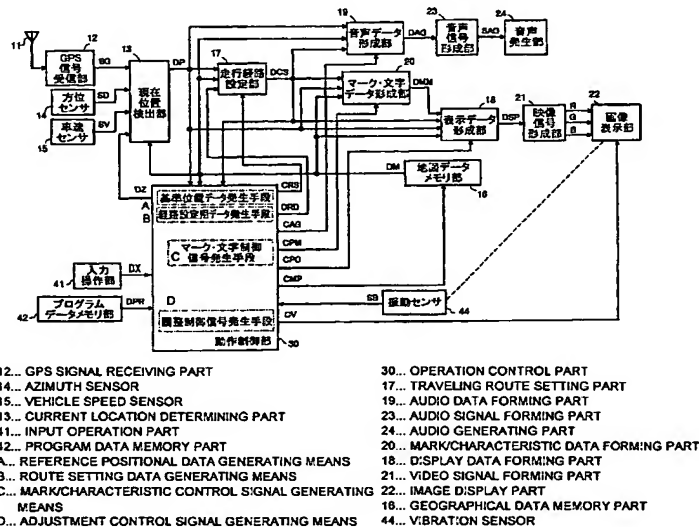 11
GPS
信号
受信部
12
SG
方位
センサ
14
SD
車速
センサ
15
SV
13
現在
位置
検出部
DP
17
走行経路
設定部
DCS
19
音声データ
形成部
DAG
23
音声
信号
形成部
SAO
24
音声
発生部
20
マーク・文字
データ形成部
DMM
18
表示データ
形成部
DSP
21
映像
信号
形成部
R
G
B
22
画像
表示部
DM
地図データ
メモリ部
16
DZ
A
基準位置データ発生手段
B
経路設定用データ発生手段
C
マーク・文字制御
信号発生手段
D
調整制御信号発生手段
動作制御部
30
CRS
DRD
CAG
CPM
CPO
CMP
SB
振動センサ
44
CV
41
入力
操作部
DX
42
プログラム
データメモリ部
DPR
12... GPS SIGNAL RECEIVING PART
14... AZIMUTH SENSOR
15... VEHICLE SPEED SENSOR
13... CURRENT LOCATION DETERMINING PART
41... INPUT OPERATION PART
42... PROGRAM DATA MEMORY PART
A... REFERENCE POSITIONAL DATA GENERATING MEANS
B... ROUTE SETTING DATA GENERATING MEANS
C... MARK/CHARACTERISTIC CONTROL SIGNAL GENERATING
MEANS
D... ADJUSTMENT CONTROL SIGNAL GENERATING MEANS
30... OPERATION CONTROL PART
17... TRAVELING ROUTE SETTING PART
19... AUDIO DATA FORMING PART
23... AUDIO SIGNAL FORMING PART
24... AUDIO GENERATING PART
20... MARK/CHARACTERISTIC DATA FORMING PART
18... DISPLAY DATA FORMING PART
21... VIDEO SIGNAL FORMING PART
22... IMAGE DISPLAY PART
16... GEOGRAPHICAL DATA MEMORY PART
44... VIBRATION SENSOR